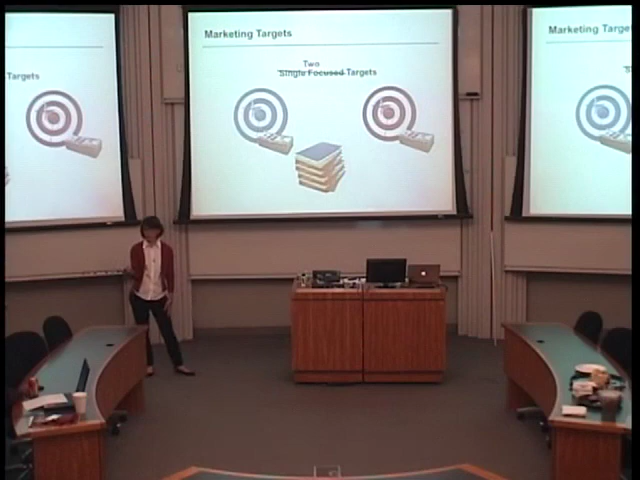 Targets
Marketing Targets
Two
Single Focused Targets
Marketing Targe
S